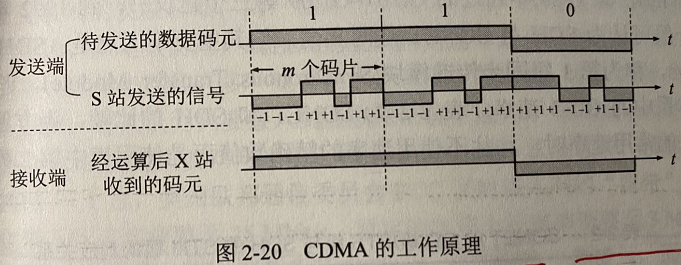 1 1 0
待发送的数据码元 t
发送端
m 个码片
S 站发送的信号 t
-1 -1 -1 +1 +1 -1 +1 +1 -1 -1 -1 +1 +1 -1 +1 +1 +1 +1 +1 -1 -1 +1 -1 -1
接收端
经运算后 X 站
收到的码元 t
图 2-20 CDMA 的工作原理